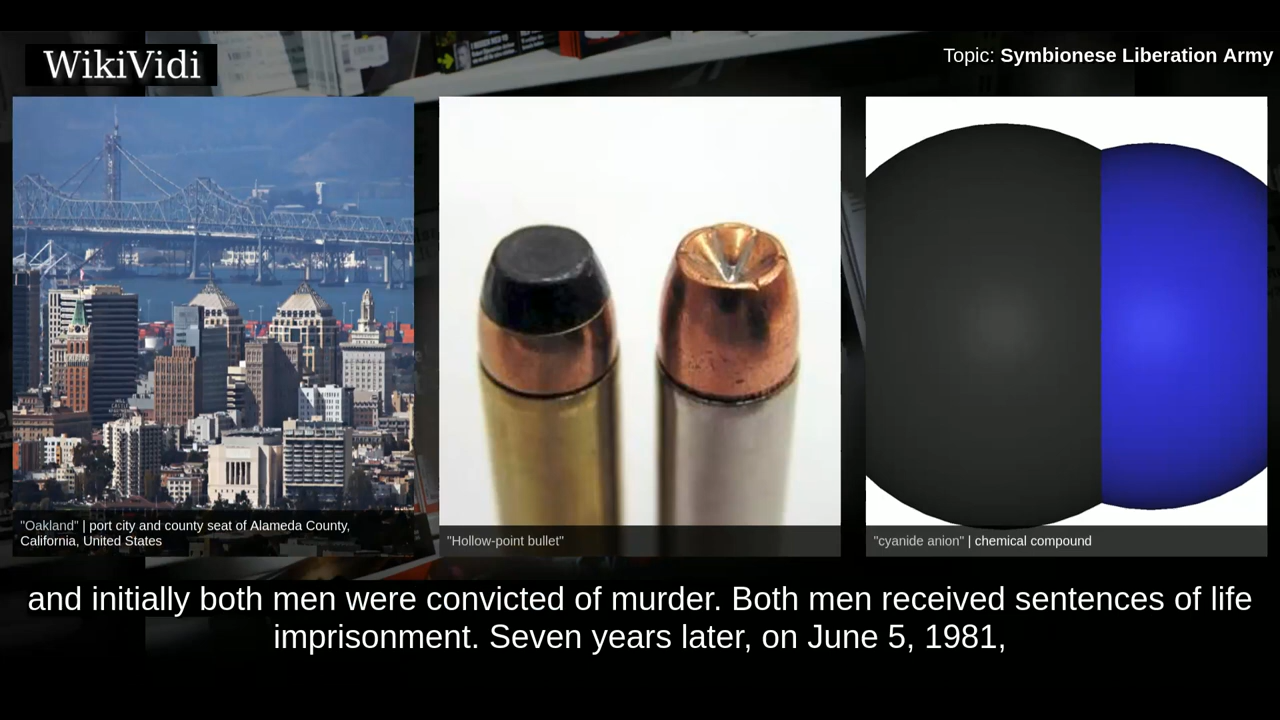 WikiVidi
Topic: Symbionese Liberation Army
"Oakland" | port city and county seat of Alameda County,
California, United States
"Hollow-point bullet"
"cyanide anion" | chemical compound
and initially both men were convicted of murder. Both men received sentences of life
imprisonment. Seven years later, on June 5, 1981,